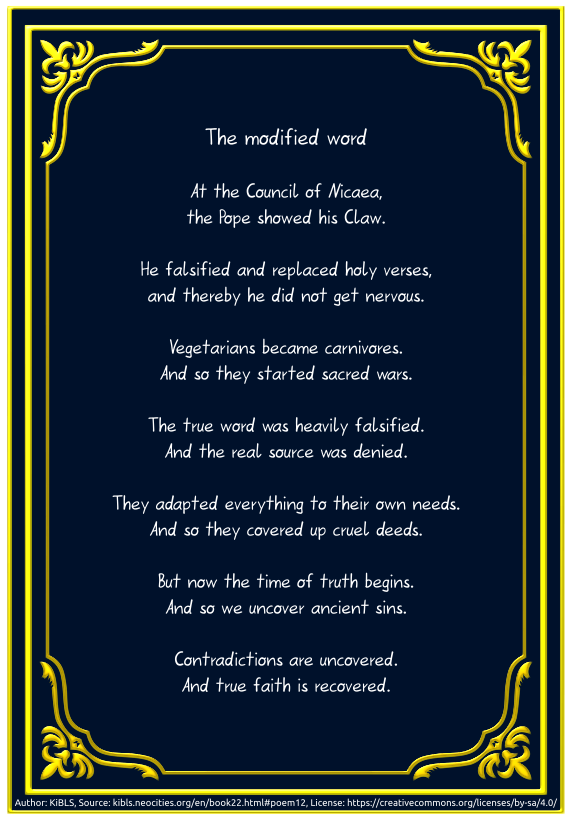 The modified word
At the Council of Nicaea,
the Pope showed his Claw.
He falsified and replaced holy verses,
and thereby he did not get nervous.
Vegetarians became carnivores.
And so they started sacred wars.
The true word was heavily falsified.
And the real source was denied.
They adapted everything to their own needs.
And so they covered up cruel deeds.
But now the time of truth begins.
And so we uncover ancient sins.
Contradictions are uncovered.
And true faith is recovered.
Author: KiBLS, Source: kibls.neocities.org/en/book22.html#poem12, License: https://creativecommons.org/licenses/by-sa/4.0/